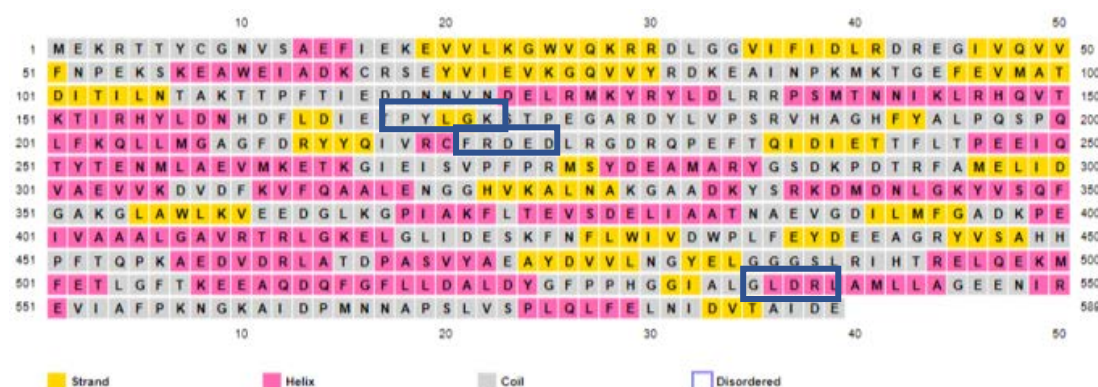 10 20 30 40 50
1 M E K R T T Y C G N V S A E F I E K E V V L K G W V Q K R R D L G G V I F I D L R D R E G I V Q V V 50
51 F N P E K S K E A W E I A D K C R S E Y V I E V K G Q V V Y R D K E A I N P K M K T G E F E V M A T 100
101 D I T I L N T A K T T P F T I E D D N N V N D E L R M K Y R Y L D L R R P S M T N N I K L R H Q V T 150
151 K T I R H Y L D N H D F L D I E T P Y L G K S T P E G A R D Y L V P S R V H A G H F Y A L P Q S P Q 200
201 L F K Q L L M G A G F D R Y Y Q I V R C F R D E D L R G D R Q P E F T Q I D I E T T F L T P E E I Q 250
251 T Y T E N M L A E V M K E T K G I E I S V P F P R M S Y D E A M A R Y G S D K P D T R F A M E L I D 300
301 V A E V V K D V D F K V F Q A A L E N G G H V K A L N A K G A A D K Y S R K D M D N L G K Y V S Q F 350
351 G A K G L A W L K V E E D G L K G P I A K F L T E V S D E L I A A T N A E V G D I L M F G A D K P E 400
401 I V A A A L G A V R T R L G K E L G L I D E S K F N F L W I V D W P L F E Y D E E A G R Y V S A H H 450
451 P F T Q P K A E D V D R L A T D P A S V Y A E A Y D V V L N G Y E L G G G S L R I H T R E L Q E K M 500
501 F E T L G F T K E E A Q D Q F G F L L D A L D Y G F P P H G G I A L G L D R L A M L L A G E E N I R 550
551 E V I A F P K N G K A I D P M N N A P S L V S P L Q L F E L N I D V T A I D E 589
10 20 30 40 50
Strand Helix Coil Disordered